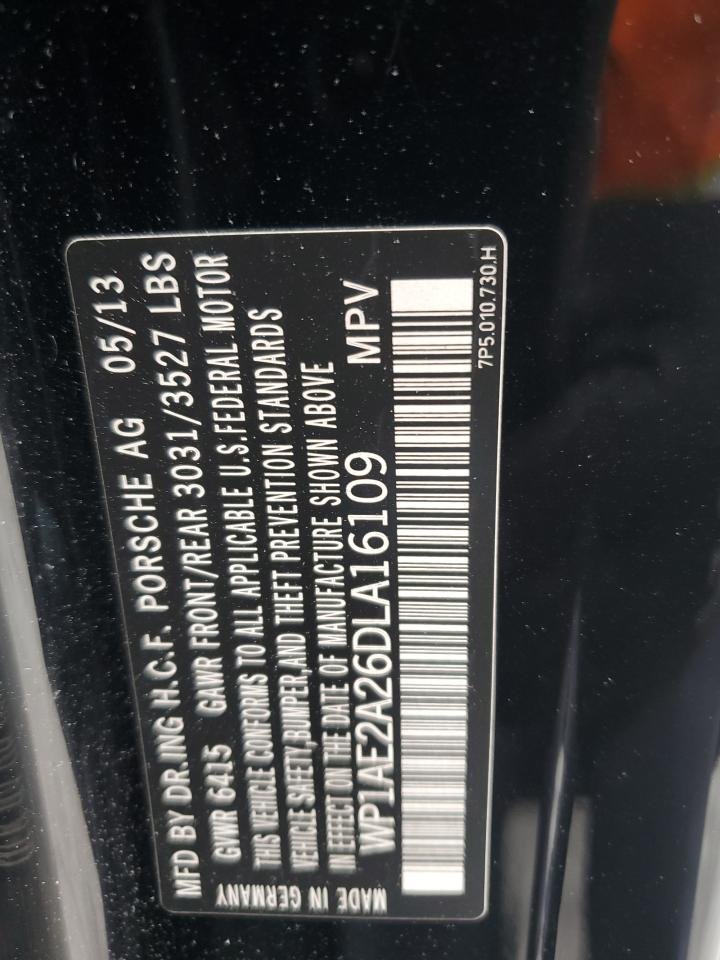 MFD BY DR.ING H.C.F. PORSCHE AG 05/13
GVWR 6415 GAWR FRONT/REAR 3031/3527 LBS
THIS VEHICLE CONFORMS TO ALL APPLICABLE U.S.FEDERAL MOTOR
VEHICLE SAFETY,BUMPER,AND THEFT PREVENTION STANDARDS
IN EFFECT ON THE DATE OF MANUFACTURE SHOWN ABOVE
WP1AE2A26DLA16109 MPV
MADE IN GERMANY
7P5.010.730.H